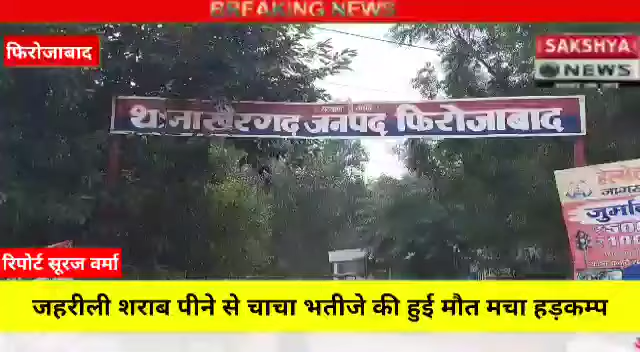 BREAKING NEWS
फिरोजाबाद
SAKSHYA
NEWS
थाना खैरगढ़ जनपद फिरोजाबाद
जुर्मा
रिपोर्ट सूरज वर्मा
जहरीली शराब पीने से चाचा भतीजे की हुई मौत मचा हड़कम्प